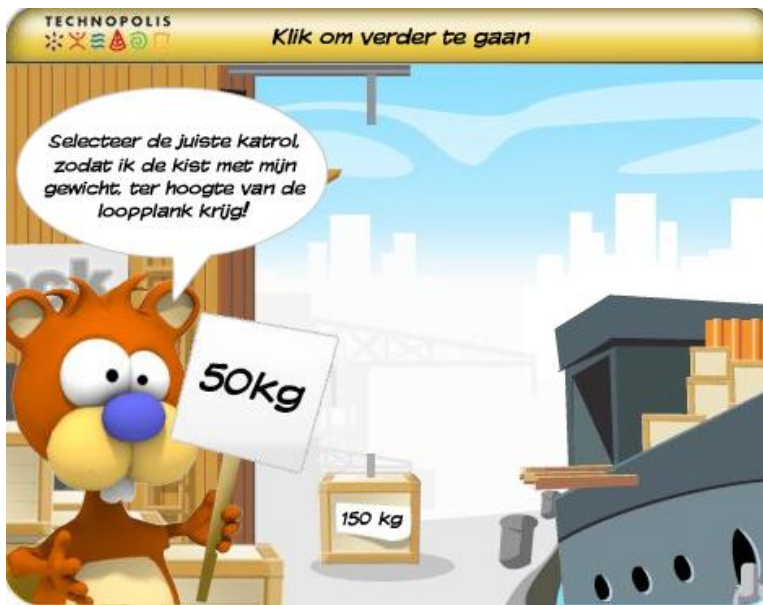 TECHNOPOLIS
Klik om verder te gaan
Selecteer de juiste katrol,
zodat ik de kist met mijn
gewicht, ter hoogte van de
loopplank krijg!
ock
50kg
150 kg